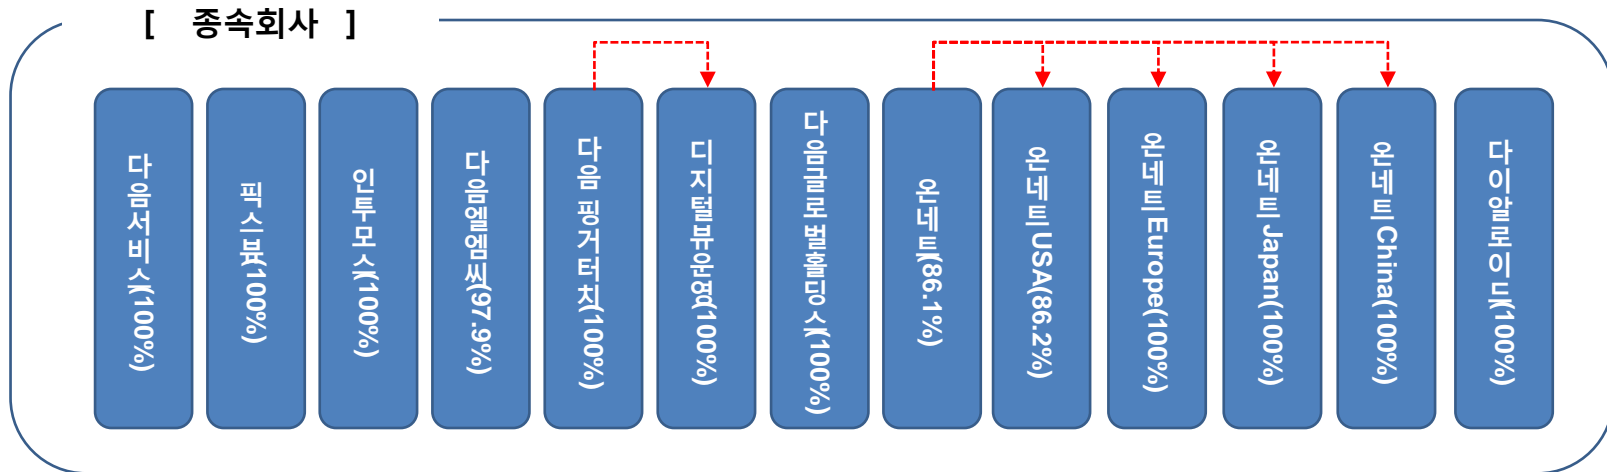 [ 종속회사 ]
다음서비스(100%)
픽스뷰(100%)
인투모스(100%)
다음엘엠씨(97.9%)
다음 핑거터치(100%)
디지털뷰운영(100%)
다음글로벌홀딩스(100%)
온네트(86.1%)
온네트USA(86.2%)
온네트Europe(100%)
온네트Japan(100%)
온네트China(100%)
다이알로이드(100%)